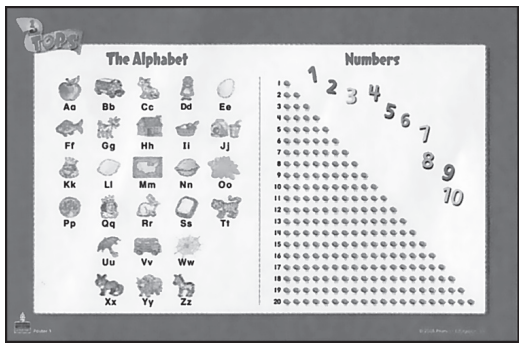 TOPS
The Alphabet
Aa Bb Cc Dd Ee
Ff Gg Hh Ii Jj
Kk Ll Mm Nn Oo
Pp Qq Rr Ss Tt
Uu Vv Ww
Xx Yy Zz
Numbers
1
2
3
4
5
6
7
8
9
10
11
12
13
14
15
16
17
18
19
20
1 2 3 4 5 6 7 8 9 10
Poster 1